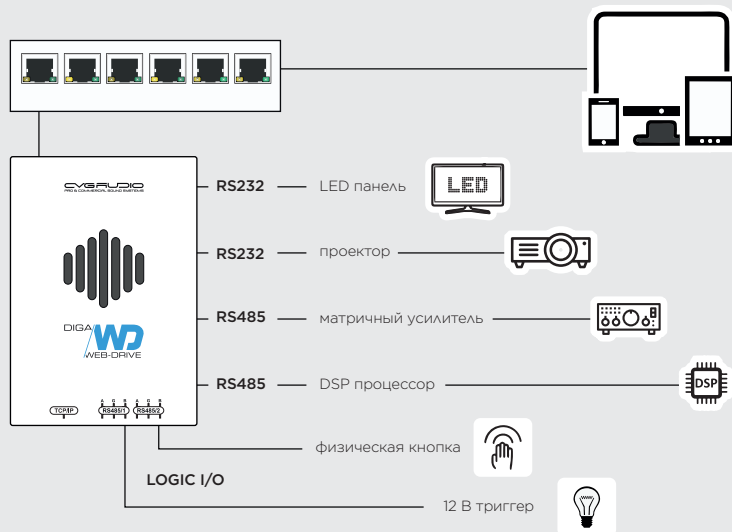 CVGAUDIO
PRO & COMMERCIAL SOUND SYSTEMS
RS232
LED панель
LED
RS232
проектор
DIGA
WD
WEB-DRIVE
RS485
матричный усилитель
RS485
DSP процессор
DSP
TCP/IP
A G B A G B
RS485/1 RS485/2
физическая кнопка
LOGIC I/O
12 В триггер